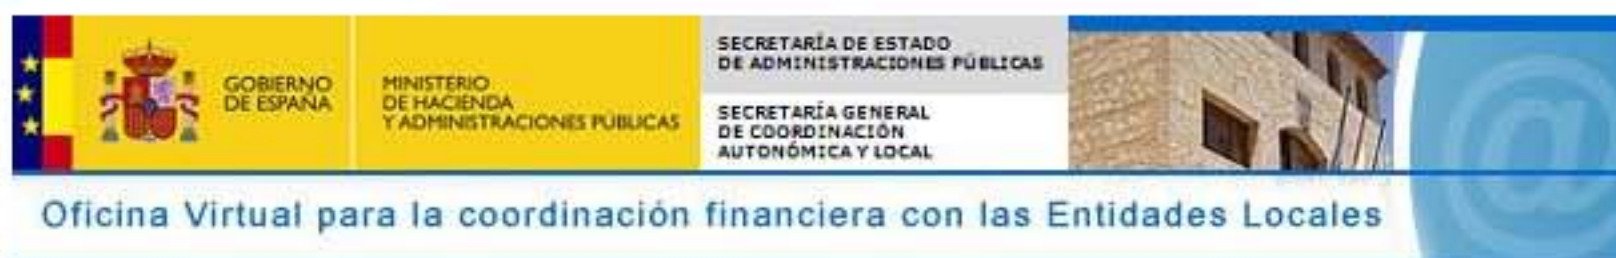 GOBIERNO
DE ESPAÑA
MINISTERIO
DE HACIENDA
Y ADMINISTRACIONES PÚBLICAS
SECRETARÍA DE ESTADO
DE ADMINISTRACIONES PÚBLICAS
SECRETARÍA GENERAL
DE COORDINACIÓN
AUTONÓMICA Y LOCAL
@
Oficina Virtual para la coordinación financiera con las Entidades Locales